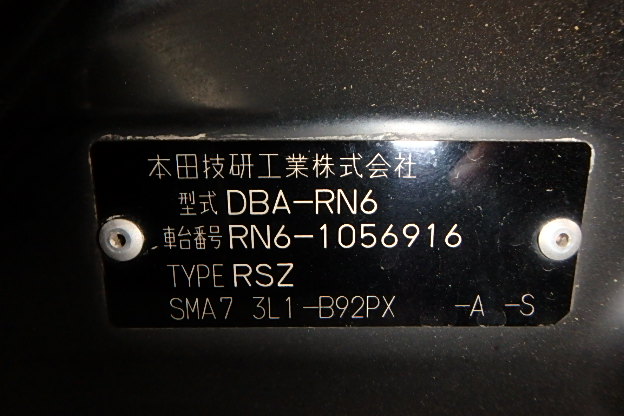 本田技研工業株式会社
型式 DBA-RN6
車台番号 RN6-1056916
TYPE RSZ
SMA7 3L1-B92PX -A -S